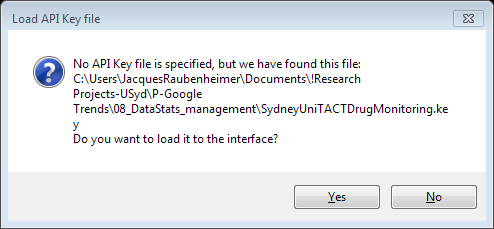 Load API Key file
No API Key file is specified, but we have found this file:
C:\Users\JacquesRaubenheimer\Documents\!Research
Projects-USyd\P-Google
Trends\08_DataStats_management\SydneyUniTACTDrugMonitoring.ke
y
Do you want to load it to the interface?
Yes
No